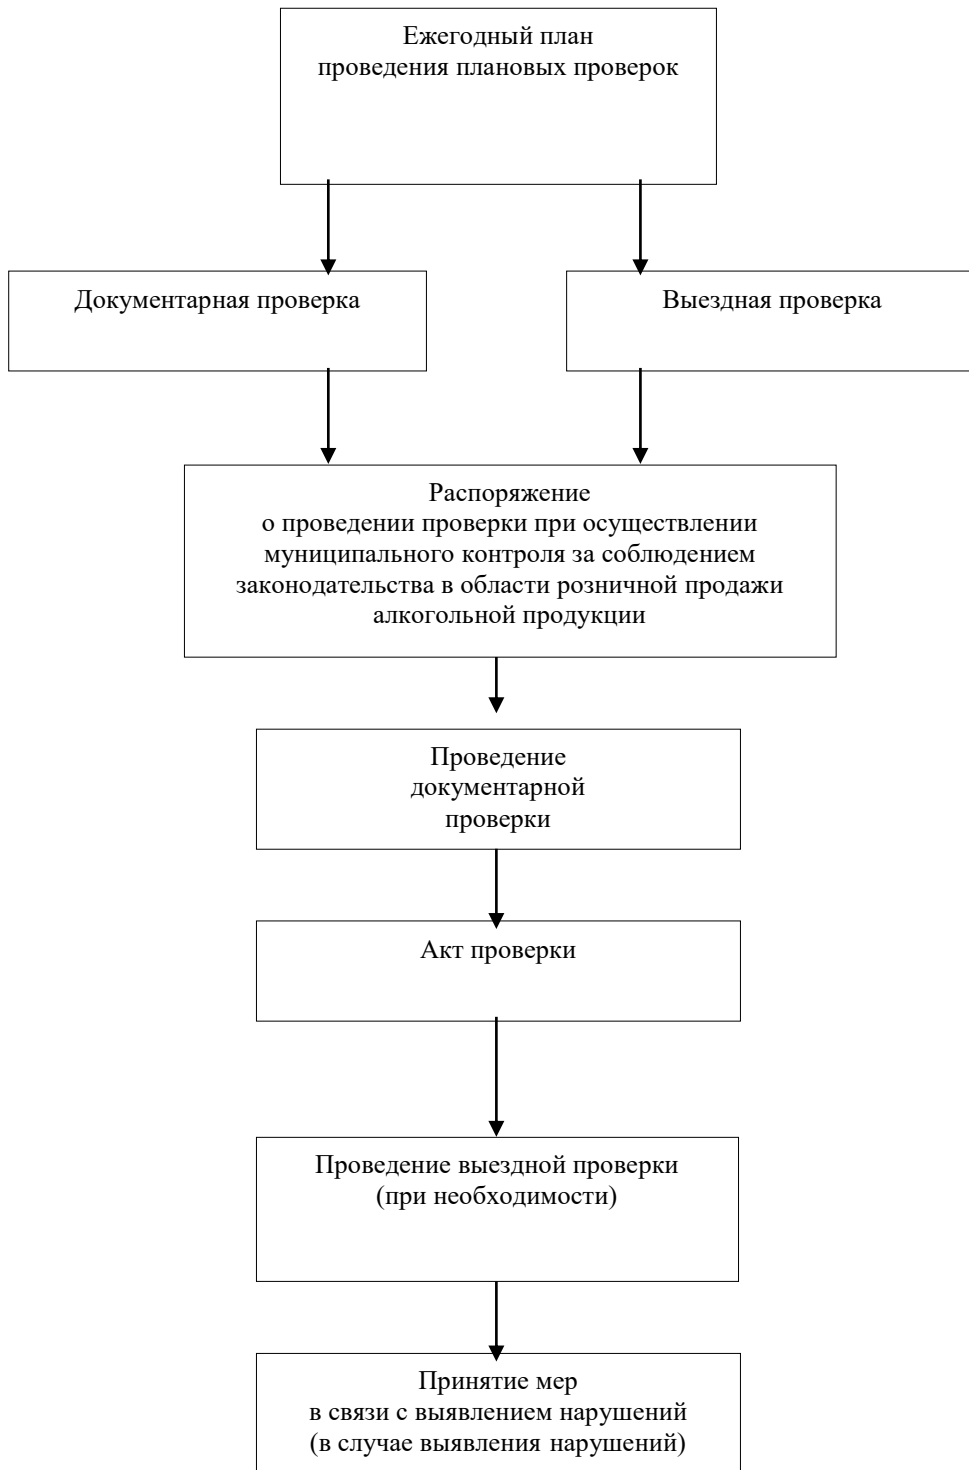 Ежегодный план
проведения плановых проверок
Документарная проверка
Выездная проверка
Распоряжение
о проведении проверки при осуществлении
муниципального контроля за соблюдением
законодательства в области розничной продажи
алкогольной продукции
Проведение
документарной
проверки
Акт проверки
Проведение выездной проверки
(при необходимости)
Принятие мер
в связи с выявлением нарушений
(в случае выявления нарушений)